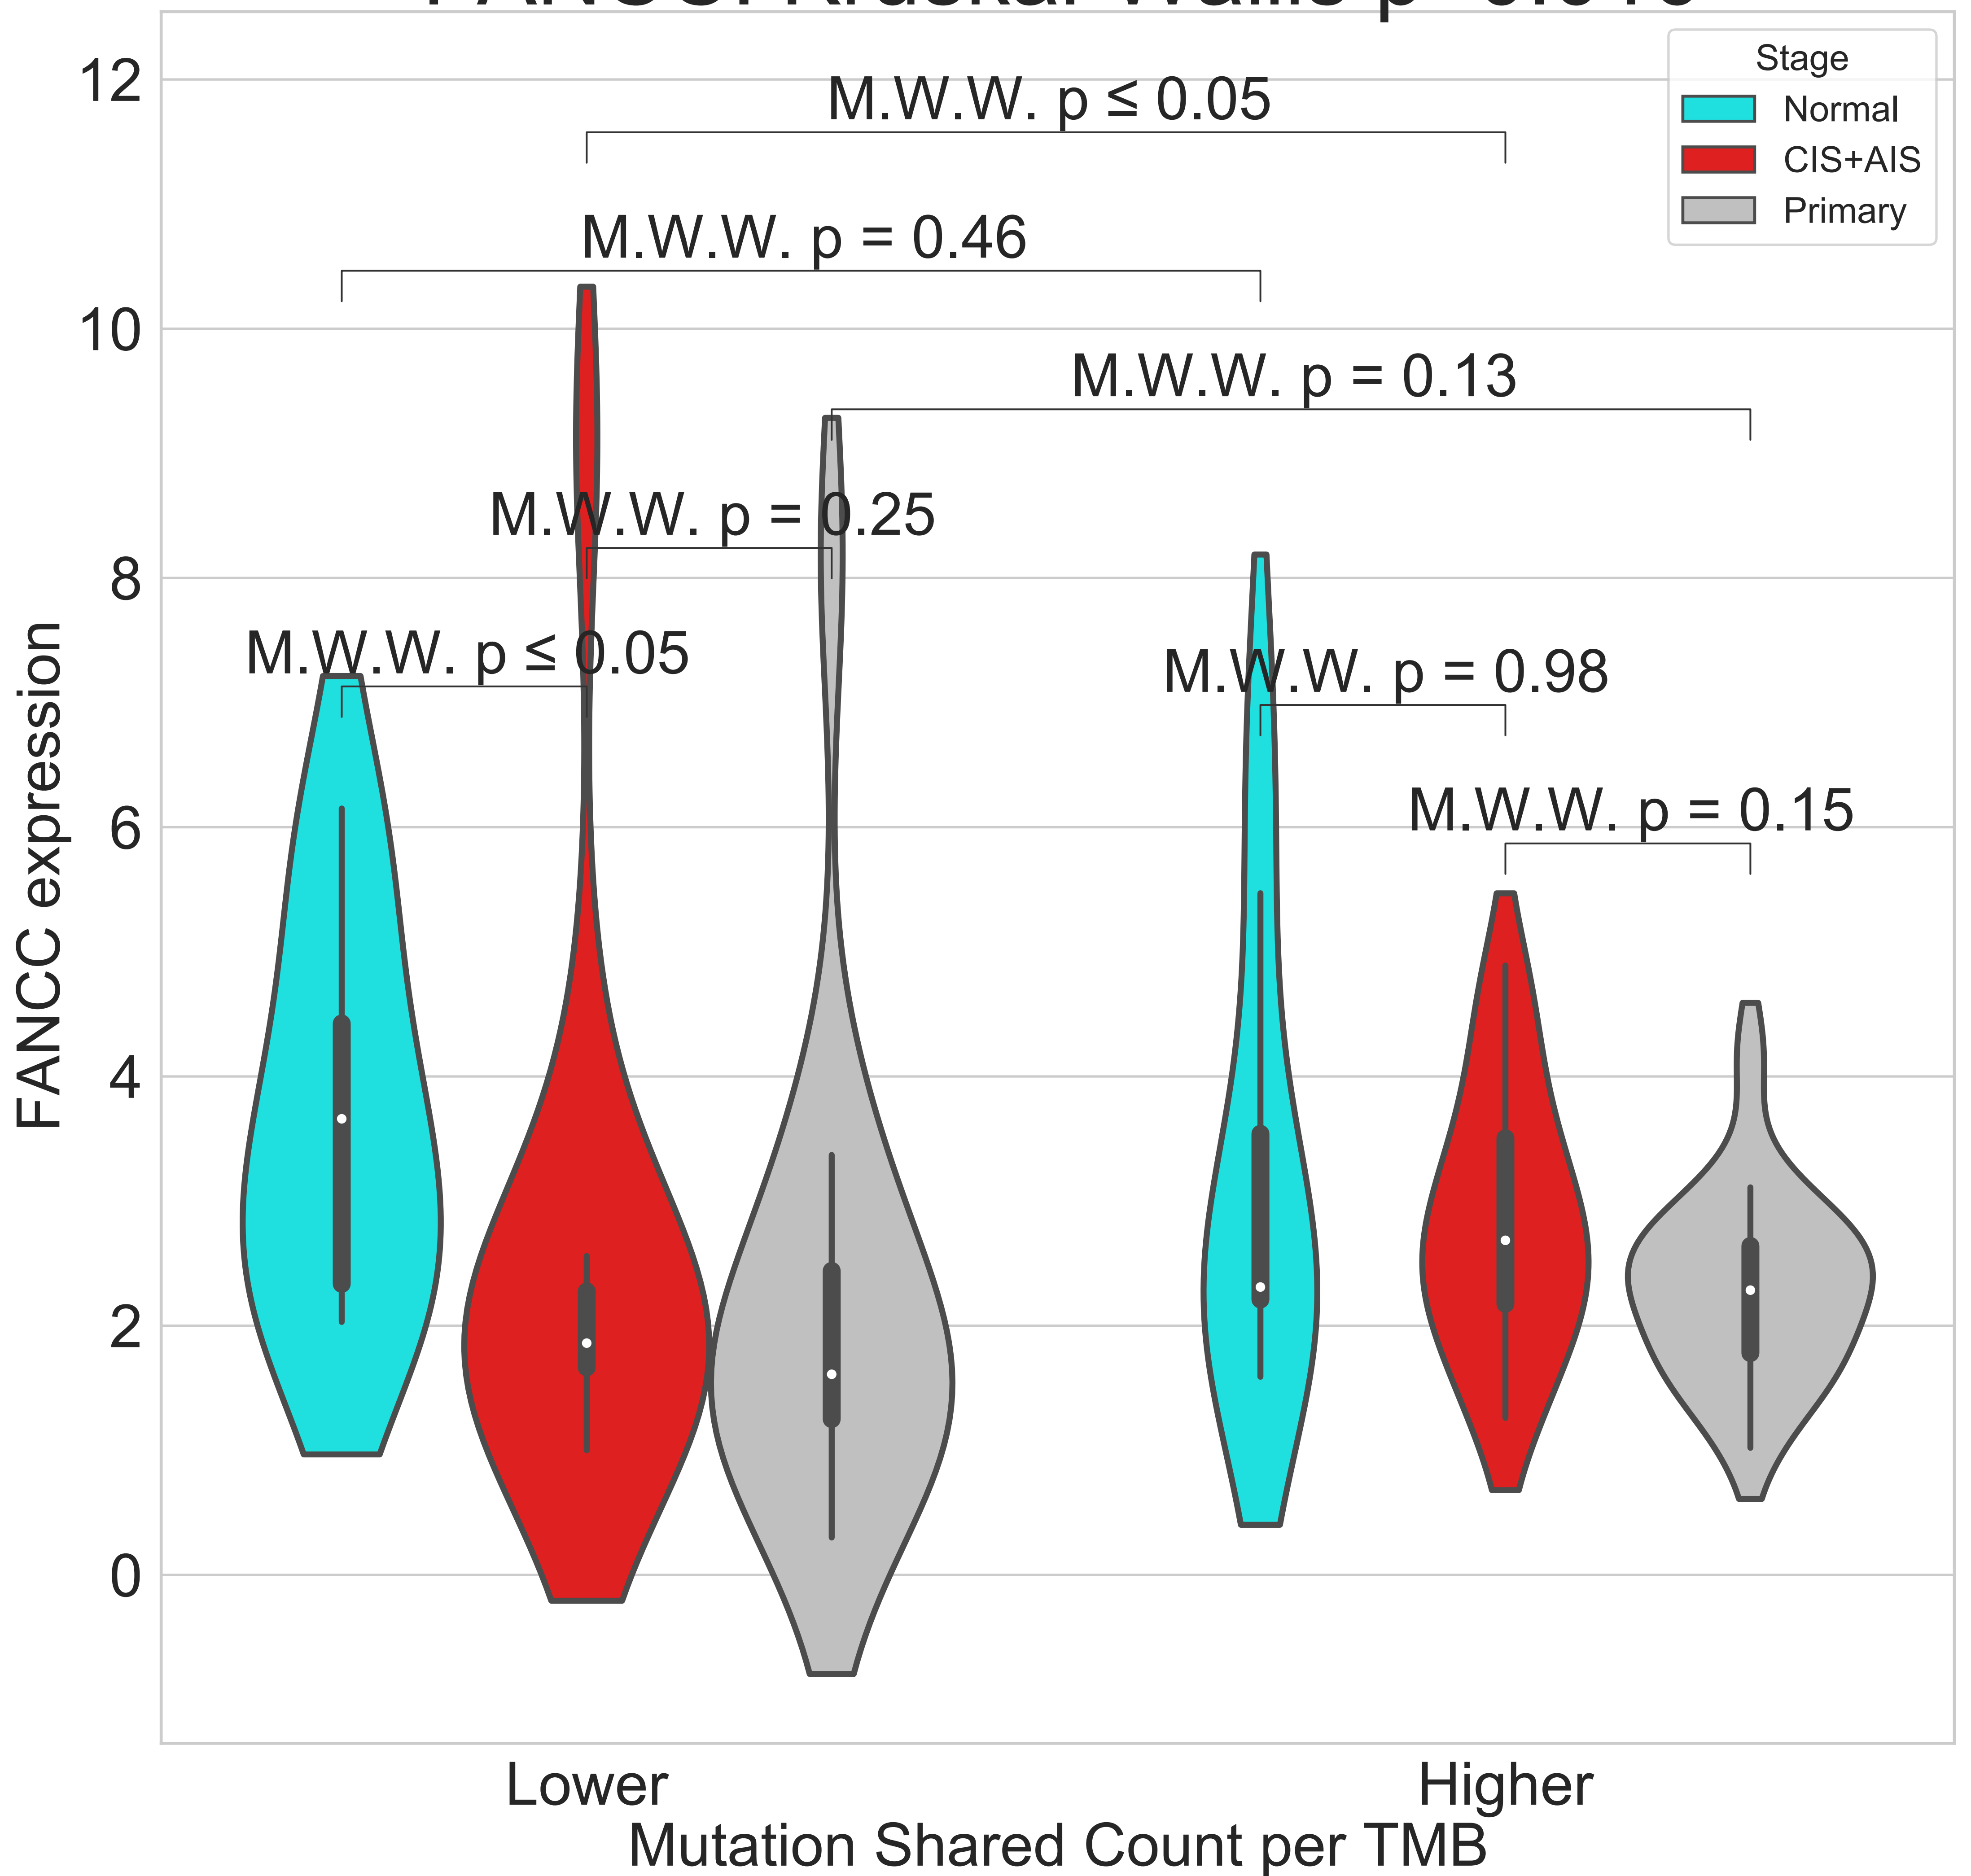 Stage
Normal
CIS+AIS
Primary
12
10
8
6
4
2
0
FANCC expression
M.W.W. p ≤ 0.05
M.W.W. p = 0.46
M.W.W. p = 0.13
M.W.W. p = 0.25
M.W.W. p ≤ 0.05
M.W.W. p = 0.98
M.W.W. p = 0.15
Lower
Higher
Mutation Shared Count per TMB